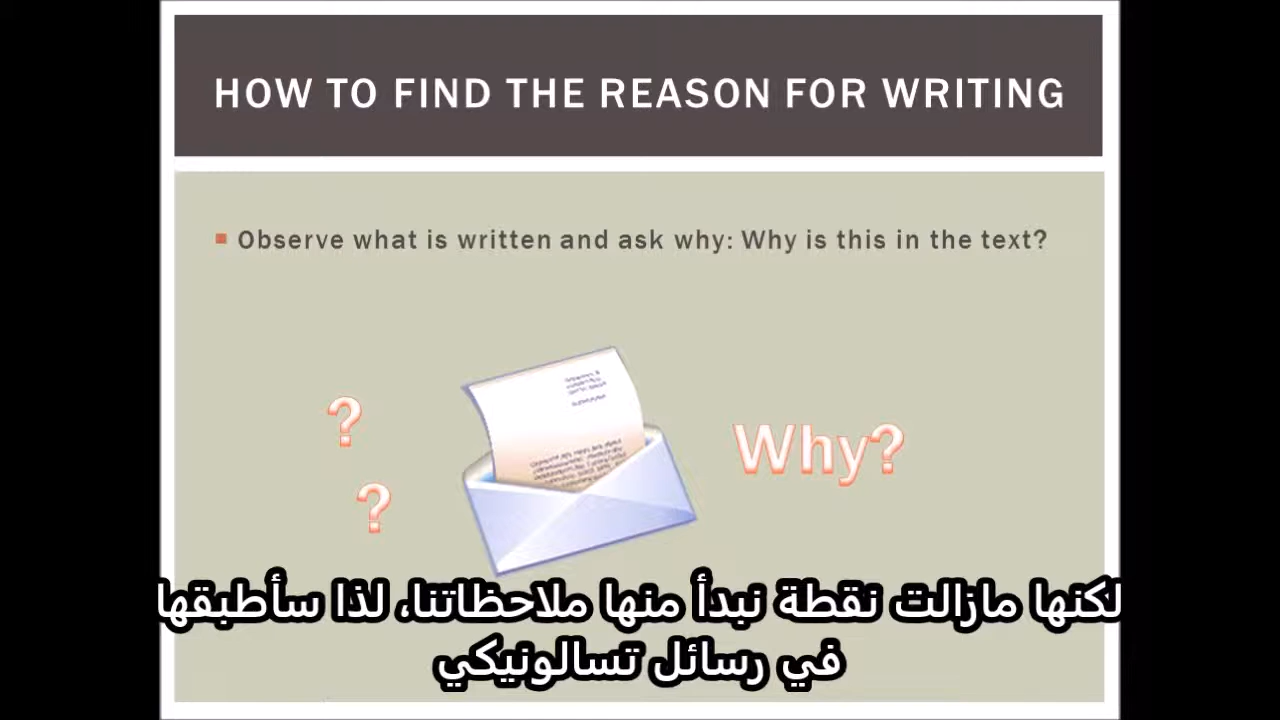 HOW TO FIND THE REASON FOR WRITING
Observe what is written and ask why: Why is this in the text?
?
Why?
?
لكنها مازالت نقطة نبدأ منها ملاحظاتنا، لذا سأطبقها
في رسائل تسالونيكي